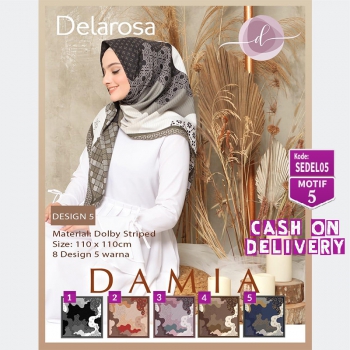 Delarosa
d
Kode:
SEDEL05
MOTIF
5
CASH ON
DELIVERY
DESIGN 5
Material Dolby Striped
Size: 110 x 110cm
8 Design 5 warna
DAMIA
1
2
3
4
5